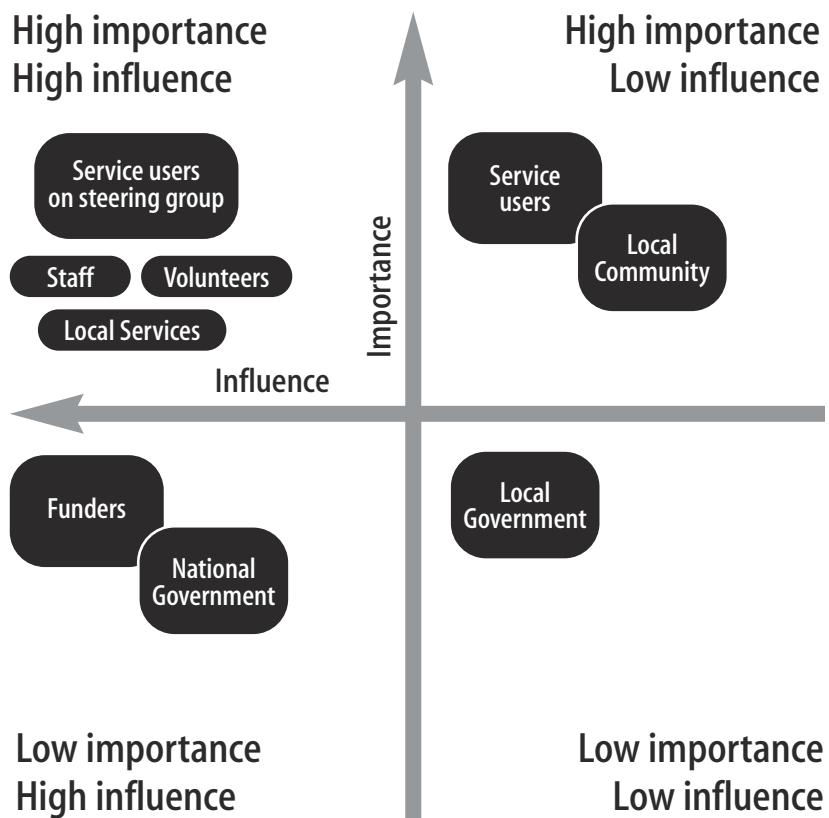 High importance
High influence
High importance
Low influence
Service users
on steering group
Staff
Volunteers
Local Services
Service
users
Local
Community
Importance
Influence
Funders
National
Government
Local
Government
Low importance
High influence
Low importance
Low influence